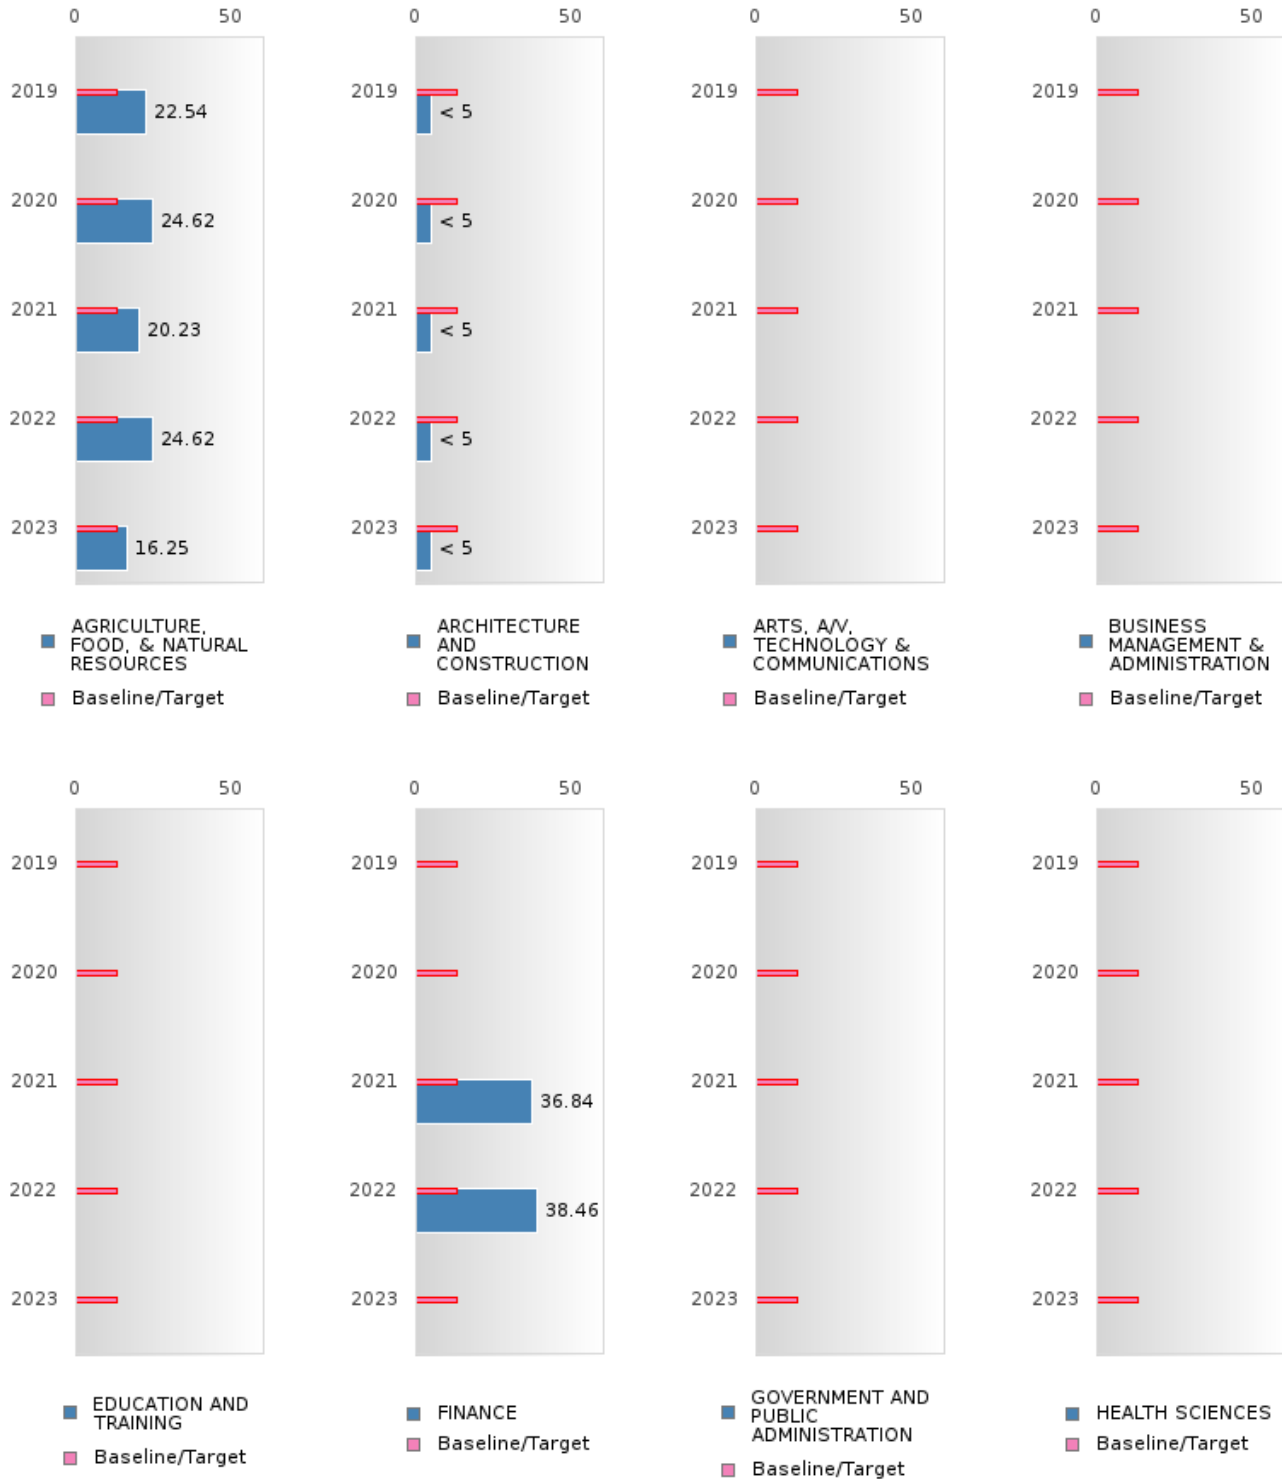 0 50 0 50 0 50 0 50
2019 22.54 2019 < 5 2019 2019
2020 24.62 2020 < 5 2020 2020
2021 20.23 2021 < 5 2021 2021
2022 24.62 2022 < 5 2022 2022
2023 16.25 2023 < 5 2023 2023
AGRICULTURE,
FOOD, & NATURAL
RESOURCES
Baseline/Target
ARCHITECTURE
AND
CONSTRUCTION
Baseline/Target
ARTS, A/V,
TECHNOLOGY &
COMMUNICATIONS
Baseline/Target
BUSINESS
MANAGEMENT &
ADMINISTRATION
Baseline/Target
0 50 0 50 0 50 0 50
2019 2019 2019 2019
2020 2020 2020 2020
2021 2021 36.84 2021 2021
2022 2022 38.46 2022 2022
2023 2023 2023 2023
EDUCATION AND
TRAINING
Baseline/Target
FINANCE
Baseline/Target
GOVERNMENT AND
PUBLIC
ADMINISTRATION
Baseline/Target
HEALTH SCIENCES
Baseline/Target